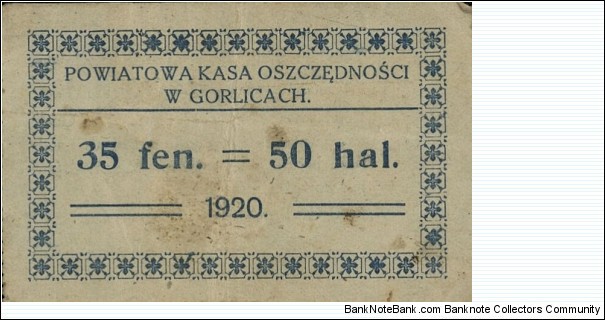 POWIATOWA KASA OSZCZĘDNOŚCI
W GORLICACH.
35 fen. = 50 hal.
1920.
BankNoteBank.com Banknote Collectors Community